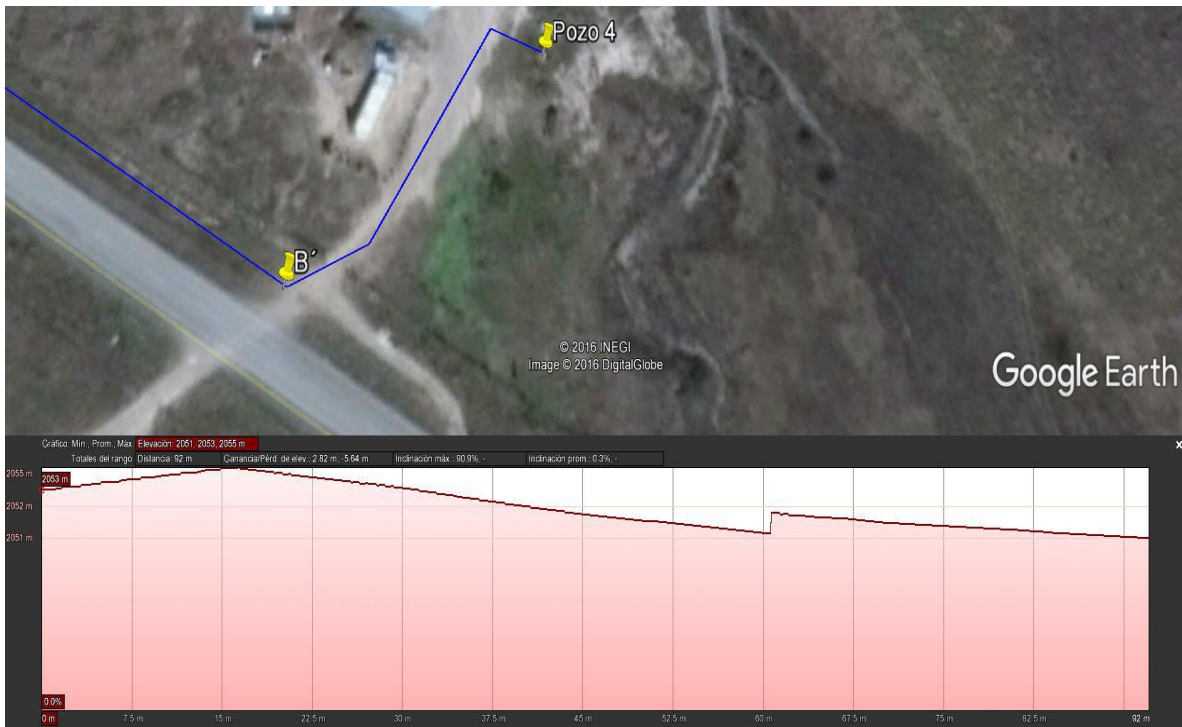 Pozo 4
B´
© 2016 INEGI
Image © 2016 DigitalGlobe
Google Earth
Gráfico: Min., Prom., Máx Elevación: 2051, 2053, 2055 m
Totales del rango: Distancia: 92 m Ganancia/Pérd. de elev.: 2.82 m, -5.64 m Inclinación máx.: 90.9%, - Inclinación prom.: 0.3%, -
2055 m
2053 m
2052 m
2051 m
0.0%
0 m 7.5 m 15 m 22.5 m 30 m 37.5 m 45 m 52.5 m 60 m 67.5 m 75 m 82.5 m 92 m